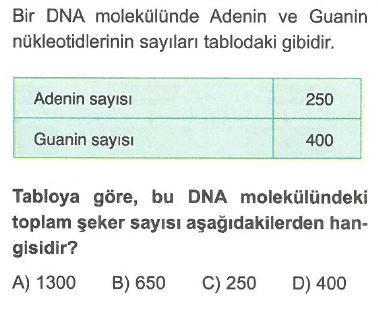 Bir DNA molekülünde Adenin ve Guanin
nükleotidlerinin sayıları tablodaki gibidir.
Adenin sayısı 250
Guanin sayısı 400
Tabloya göre, bu DNA molekülündeki
toplam şeker sayısı aşağıdakilerden han-
gisidir?
A) 1300 B) 650 C) 250 D) 400